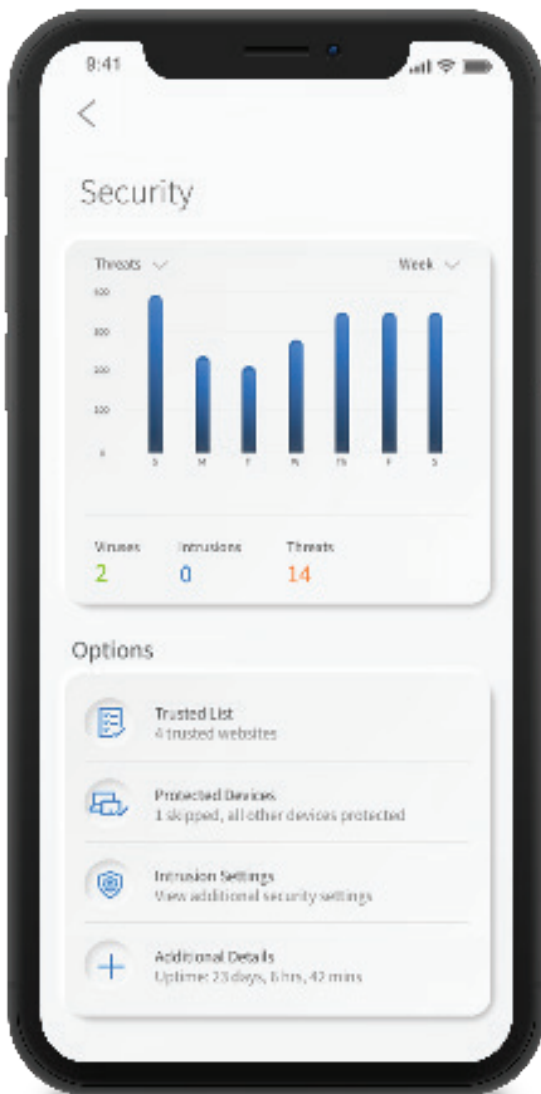 9:41
Security
Threats Week
400
300
200
100
0
S M T W Th F S
Viruses Intrusions Threats
2 0 14
Options
Trusted List
4 trusted websites
Protected Devices
1 skipped, all other devices protected
Intrusion Settings
View additional security settings
Additional Details
Uptime: 23 days, 6 hrs, 42 mins